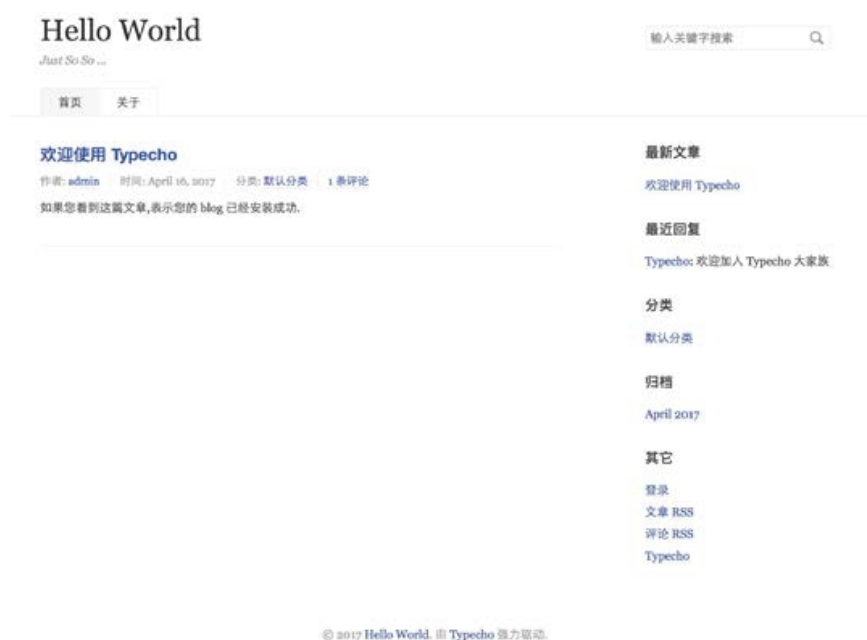 Hello World
输入关键字搜索
Just So So ...
首页 关于
欢迎使用 Typecho
作者: admin 时间: April 16, 2017 分类: 默认分类 1 条评论
如果您看到这篇文章,表示您的 blog 已经安装成功.
最新文章
欢迎使用 Typecho
最近回复
Typecho: 欢迎加入 Typecho 大家族
分类
默认分类
归档
April 2017
其它
登录
文章 RSS
评论 RSS
Typecho
© 2017 Hello World. 由 Typecho 强力驱动.